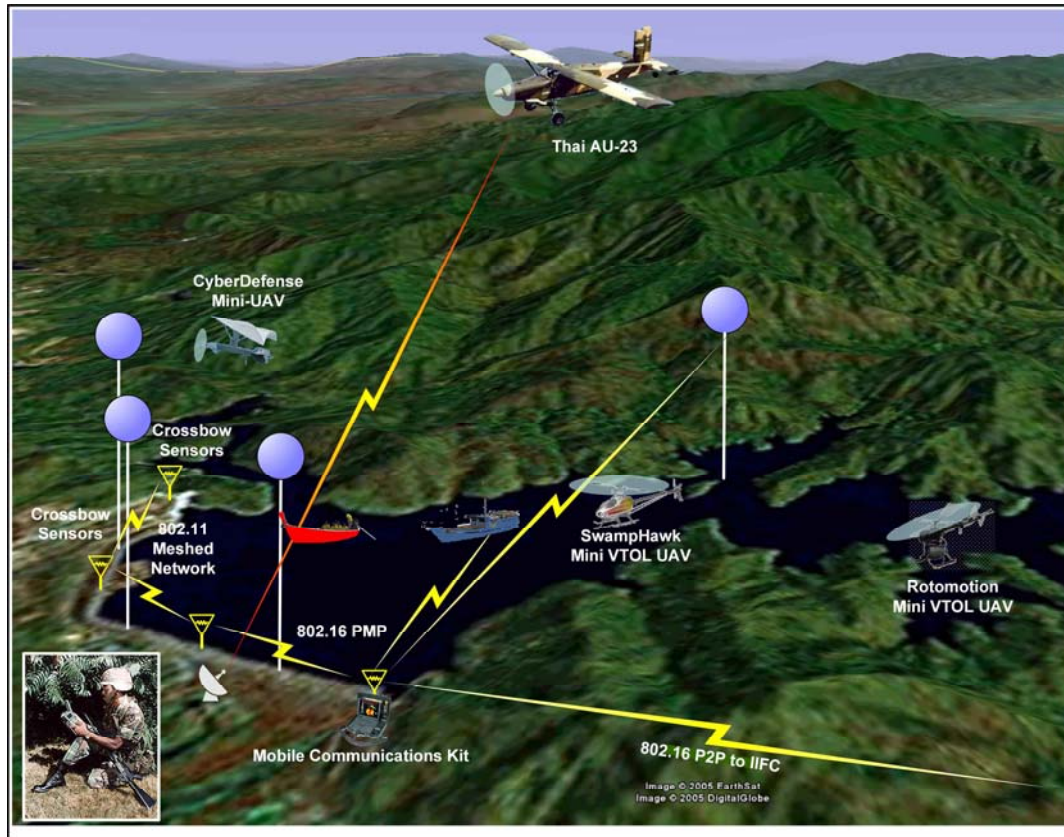 Thai AU-23
CyberDefense
Mini-UAV
Crossbow
Sensors
Crossbow
Sensors
802.11
Meshed
Network
SwampHawk
Mini VTOL UAV
Rotomotion
Mini VTOL UAV
802.16 PMP
Mobile Communications Kit
802.16 P2P to IIFC
Image © 2005 EarthSat
Image © 2005 DigitalGlobe